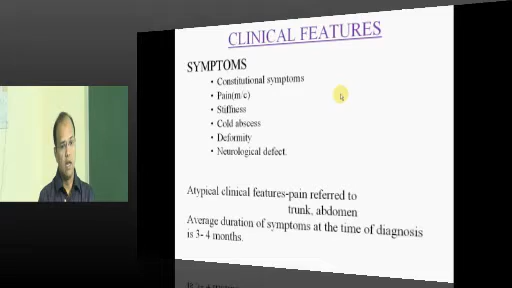 CLINICAL FEATURES
SYMPTOMS
• Constitutional symptoms
• Pain(m/c)
• Stiffness
• Cold abscess
• Deformity
• Neurological defect.
Atypical clinical features-pain referred to
trunk, abdomen
Average duration of symptoms at the time of diagnosis
is 3- 4 months.